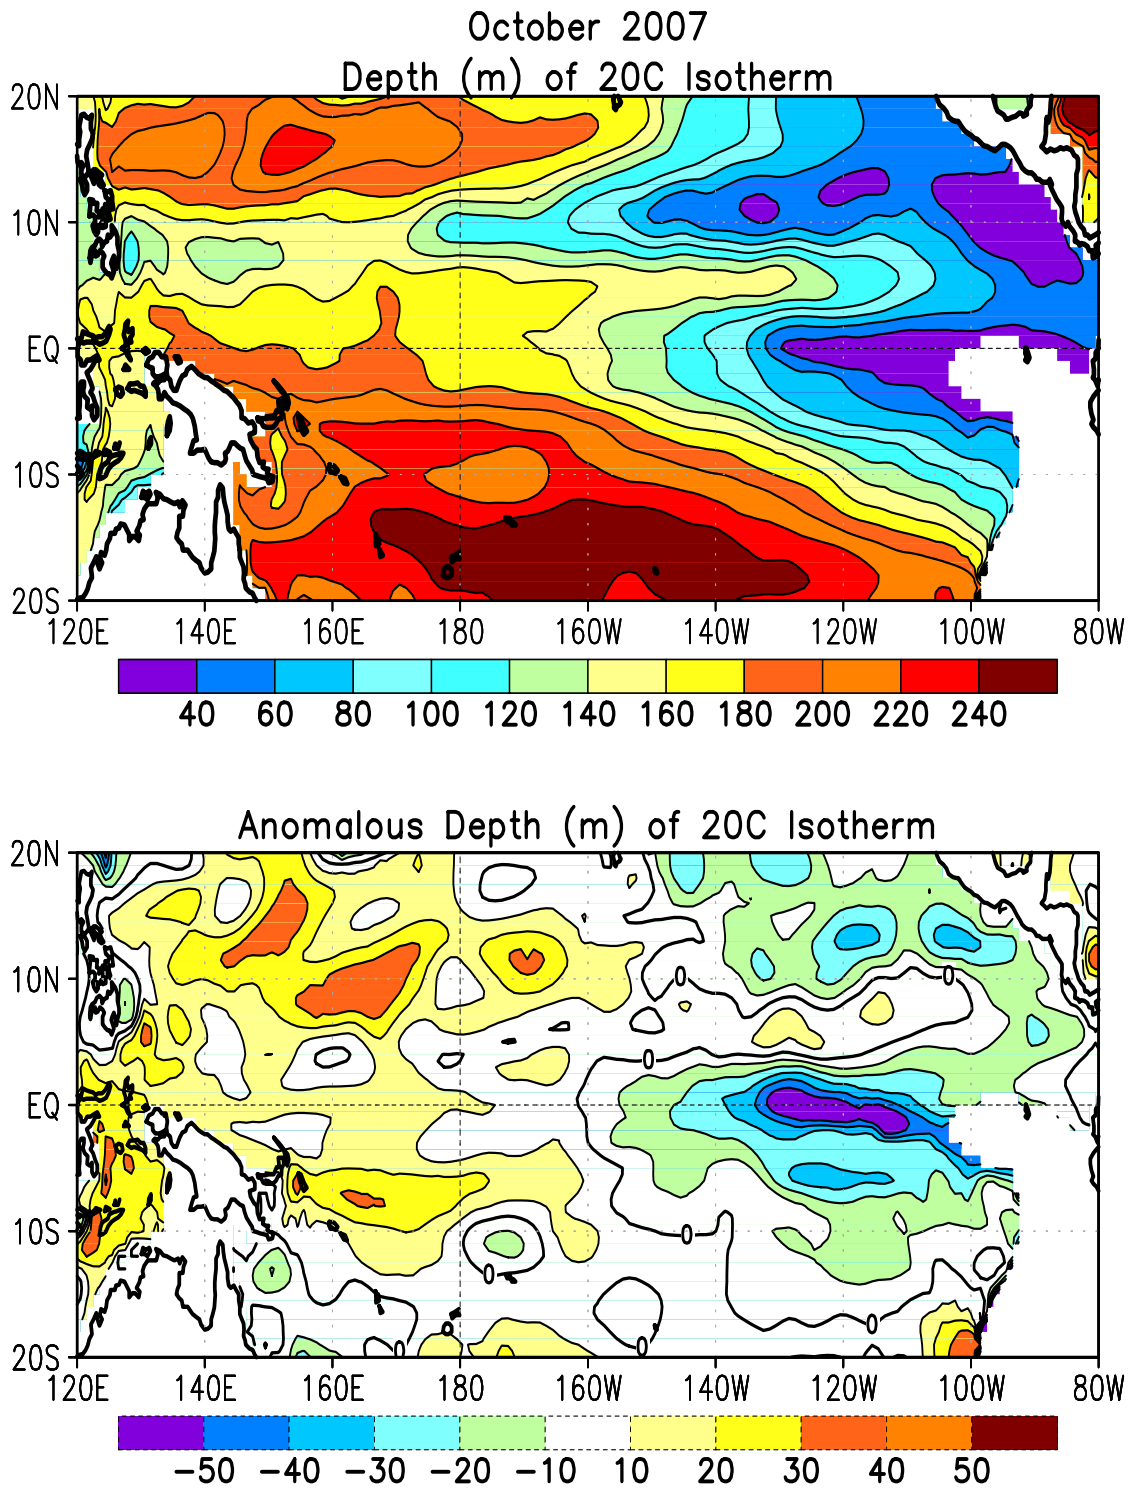 October 2007
Depth (m) of 20C Isotherm
20N
10N
EQ
10S
20S
120E 140E 160E 180 160W 140W 120W 100W 80W
40 60 80 100 120 140 160 180 200 220 240
Anomalous Depth (m) of 20C Isotherm
20N
0 0
10N
0 0
EQ
10S
0
0
0
0 0
20S
120E 140E 160E 180 160W 140W 120W 100W 80W
-50 -40 -30 -20 -10 10 20 30 40 50